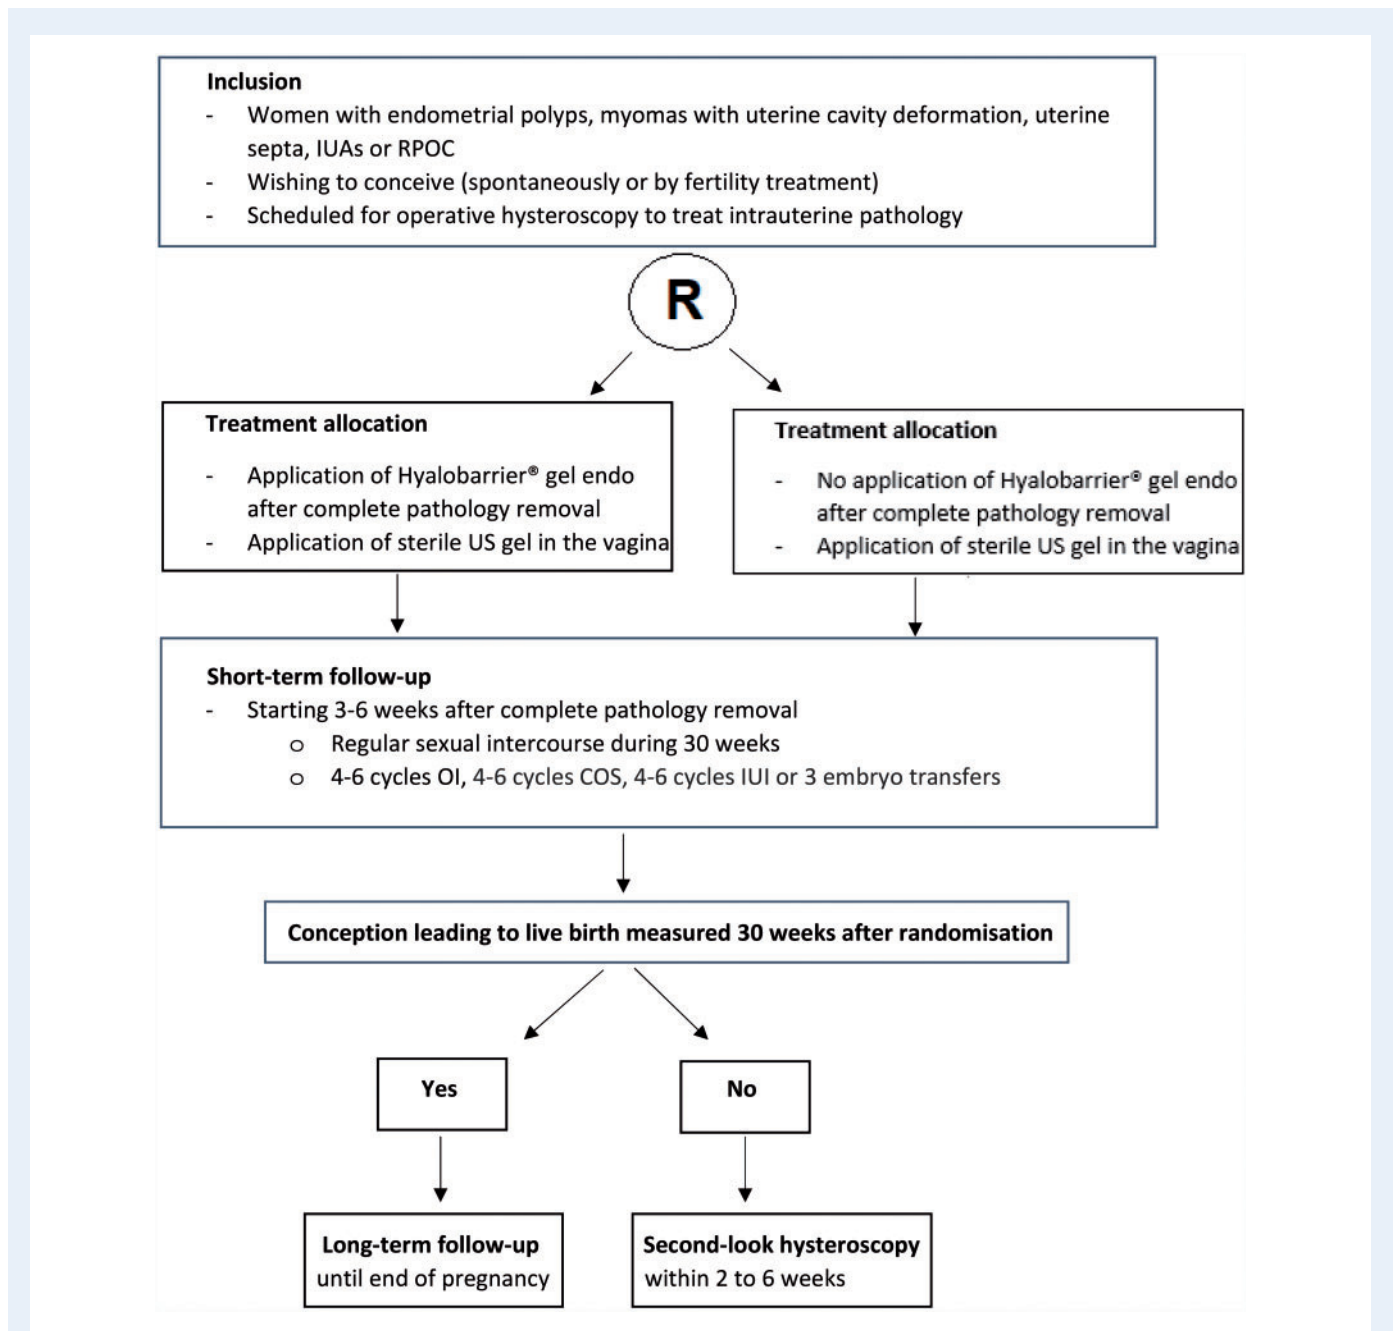 Inclusion
- Women with endometrial polyps, myomas with uterine cavity deformation, uterine
septa, IUAs or RPOC
- Wishing to conceive (spontaneously or by fertility treatment)
- Scheduled for operative hysteroscopy to treat intrauterine pathology
R
Treatment allocation
- Application of Hyalobarrier® gel endo
after complete pathology removal
- Application of sterile US gel in the vagina
Treatment allocation
- No application of Hyalobarrier® gel endo
after complete pathology removal
- Application of sterile US gel in the vagina
Short-term follow-up
- Starting 3-6 weeks after complete pathology removal
o Regular sexual intercourse during 30 weeks
o 4-6 cycles OI, 4-6 cycles COS, 4-6 cycles IUI or 3 embryo transfers
Conception leading to live birth measured 30 weeks after randomisation
Yes
No
Long-term follow-up
until end of pregnancy
Second-look hysteroscopy
within 2 to 6 weeks